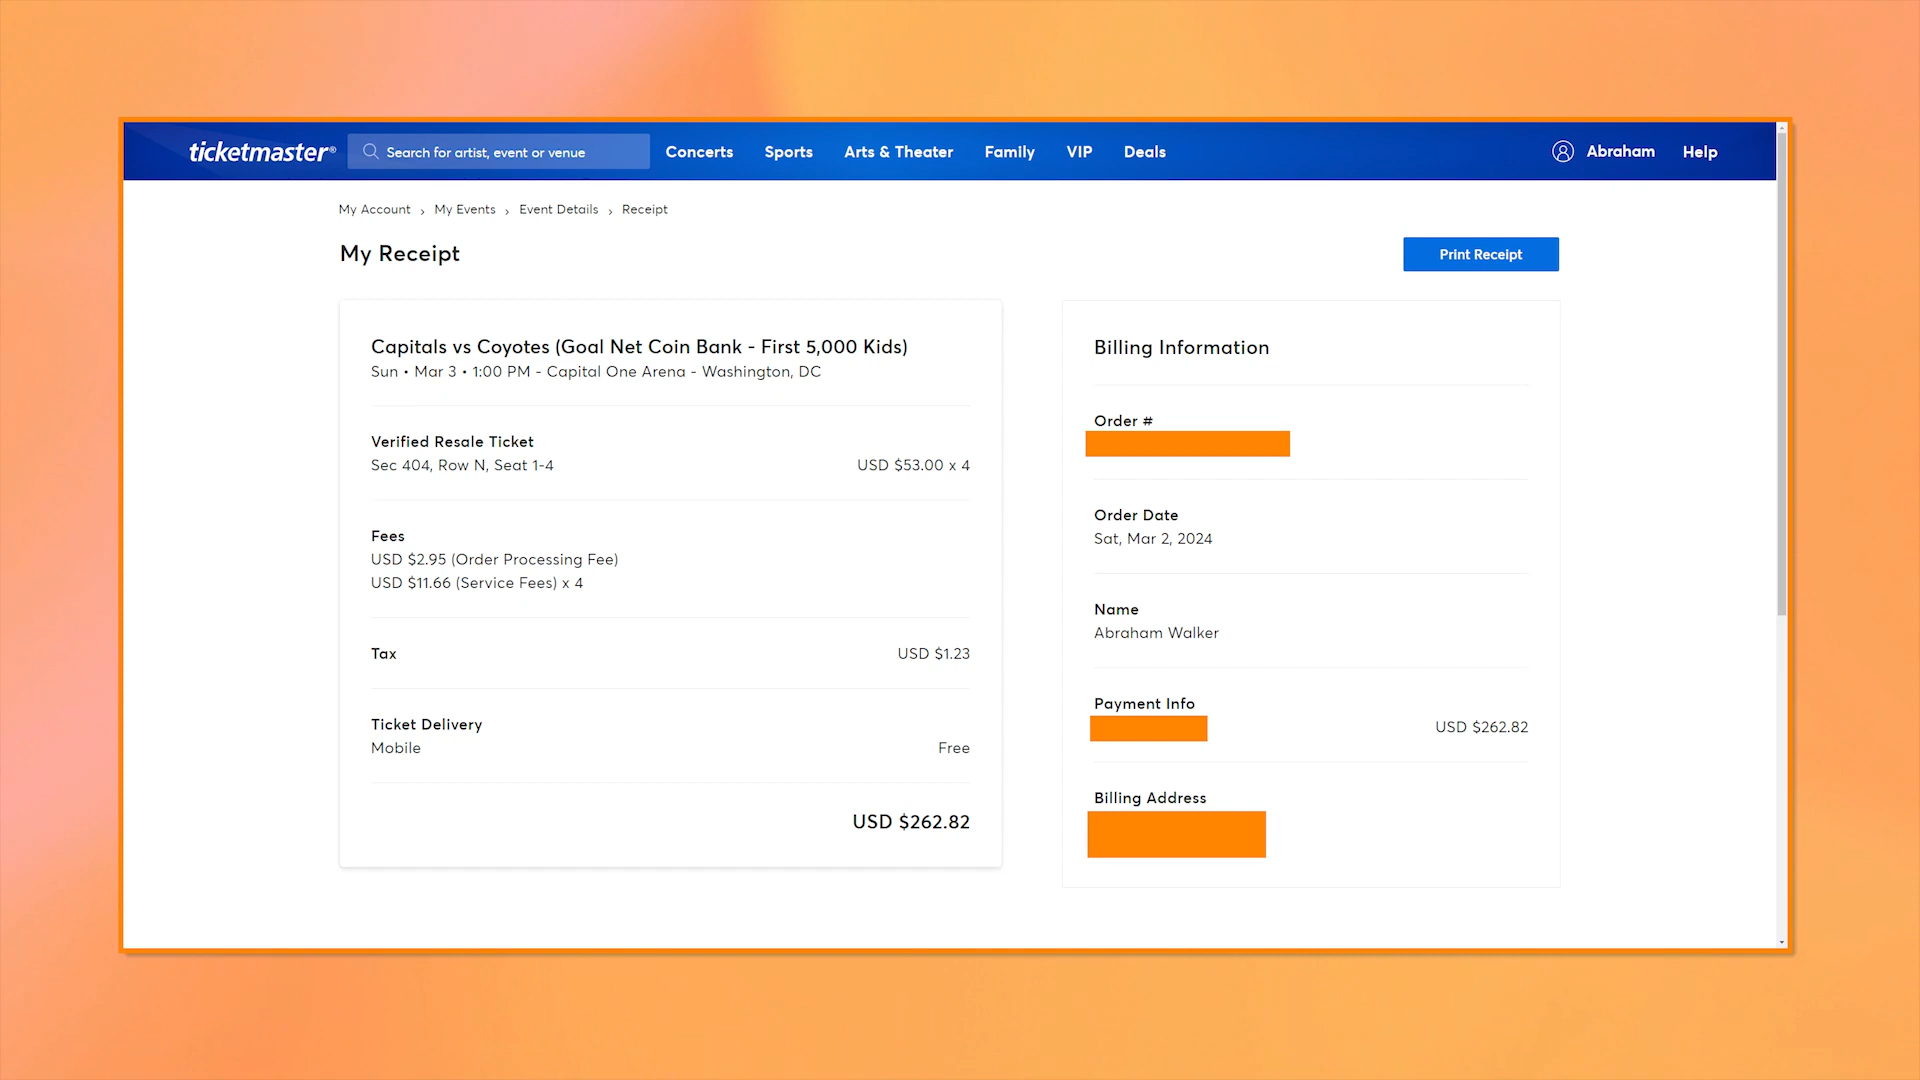 ticketmaster®
Search for artist, event or venue
Concerts
Sports
Arts & Theater
Family
VIP
Deals
Abraham
Help
My Account > My Events > Event Details > Receipt
My Receipt
Print Receipt
Capitals vs Coyotes (Goal Net Coin Bank - First 5,000 Kids)
Sun • Mar 3 • 1:00 PM - Capital One Arena - Washington, DC
Verified Resale Ticket
Sec 404, Row N, Seat 1-4
USD $53.00 x 4
Fees
USD $2.95 (Order Processing Fee)
USD $11.66 (Service Fees) x 4
Tax
USD $1.23
Ticket Delivery
Mobile
Free
USD $262.82
Billing Information
Order #
Order Date
Sat, Mar 2, 2024
Name
Abraham Walker
Payment Info
USD $262.82
Billing Address